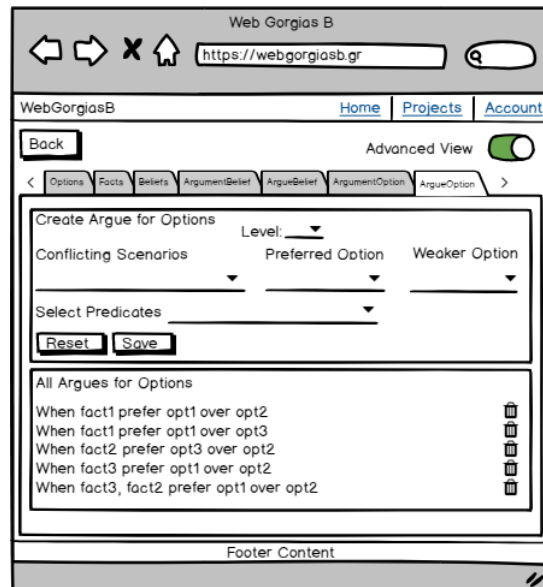 Web Gorgias B
https://webgorgiasb.gr
WebGorgiasB Home Projects Account
Back Advanced View
Options Facts Beliefs ArgumentBelief ArgueBelief ArgumentOption ArgueOption
Create Argue for Options
Level:
Conflicting Scenarios Preferred Option Weaker Option
Select Predicates
Reset Save
All Argues for Options
When fact1 prefer opt1 over opt2
When fact1 prefer opt1 over opt3
When fact2 prefer opt3 over opt2
When fact3 prefer opt1 over opt2
When fact3, fact2 prefer opt1 over opt2
Footer Content